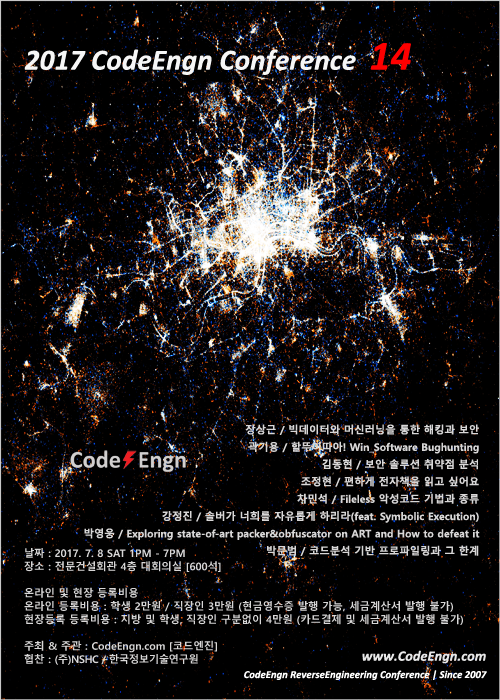 2017 CodeEngn Conference 14
장상근 / 빅데이터와 머신러닝을 통한 해킹과 보안
곽기용 / 할뚜이따아! Win Software Bughunting
김동현 / 보안 솔루션 취약점 분석
조정현 / 편하게 전자책을 읽고 싶어요
차민석 / Fileless 악성코드 기법과 종류
강정진 / 솔버가 너희를 자유롭게 하리라(feat. Symbolic Execution)
박영웅 / Exploring state-of-art packer&obfuscator on ART and How to defeat it
박문범 / 코드분석 기반 프로파일링과 그 한계
Code Engn
날짜 : 2017. 7. 8 SAT 1PM - 7PM
장소 : 전문건설회관 4층 대회의실 [600석]
온라인 및 현장 등록비용
온라인 등록비용 : 학생 2만원 / 직장인 3만원 (현금영수증 발행 가능, 세금계산서 발행 불가)
현장등록 등록비용 : 지방 및 학생, 직장인 구분없이 4만원 (카드결제 및 세금계산서 발행 불가)
주최 & 주관 : CodeEngn.com [코드엔진]
협찬 : (주)NSHC / 한국정보기술연구원
www.CodeEngn.com
CodeEngn ReverseEngineering Conference | Since 2007